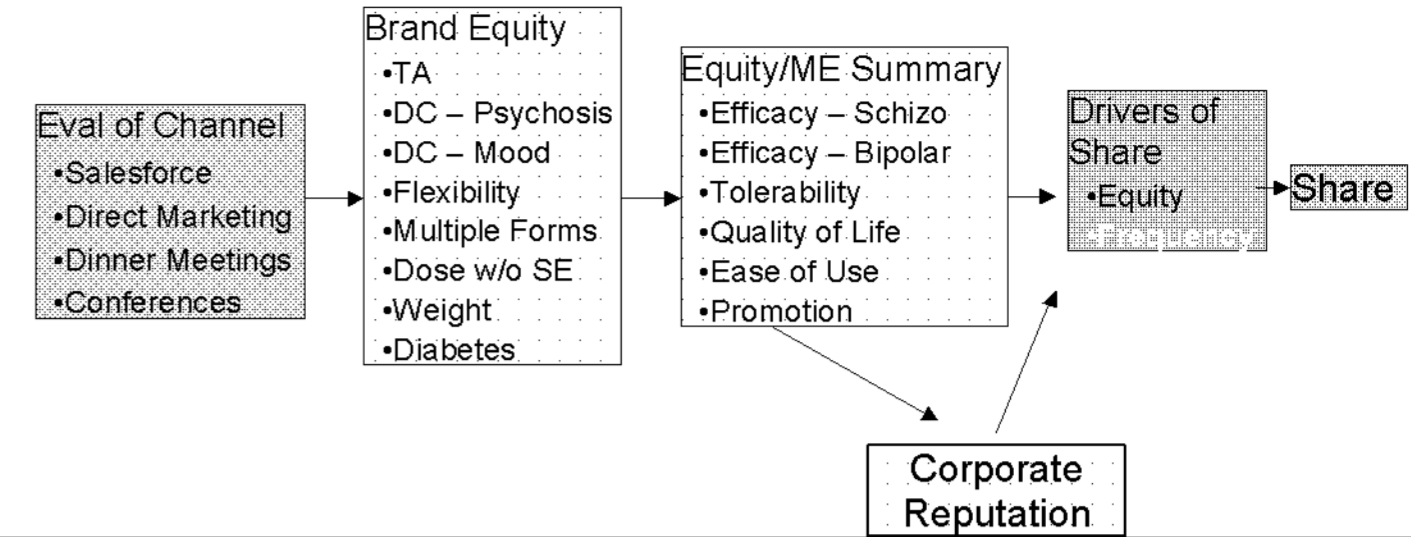 Brand Equity
•TA
•DC – Psychosis
•DC – Mood
•Flexibility
•Multiple Forms
•Dose w/o SE
•Weight
•Diabetes
Equity/ME Summary
•Efficacy – Schizo
•Efficacy – Bipolar
•Tolerability
•Quality of Life
•Ease of Use
•Promotion
Eval of Channel
•Salesforce
•Direct Marketing
•Dinner Meetings
•Conferences
Drivers of
Share
•Equity
•Frequency
Share
Corporate
Reputation